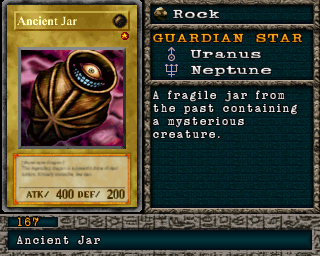 Ancient Jar
ATK/ 400 DEF/ 200
Rock
GUARDIAN STAR
Uranus
Neptune
A fragile jar from
the past containing
a mysterious
creature.
167
Ancient Jar